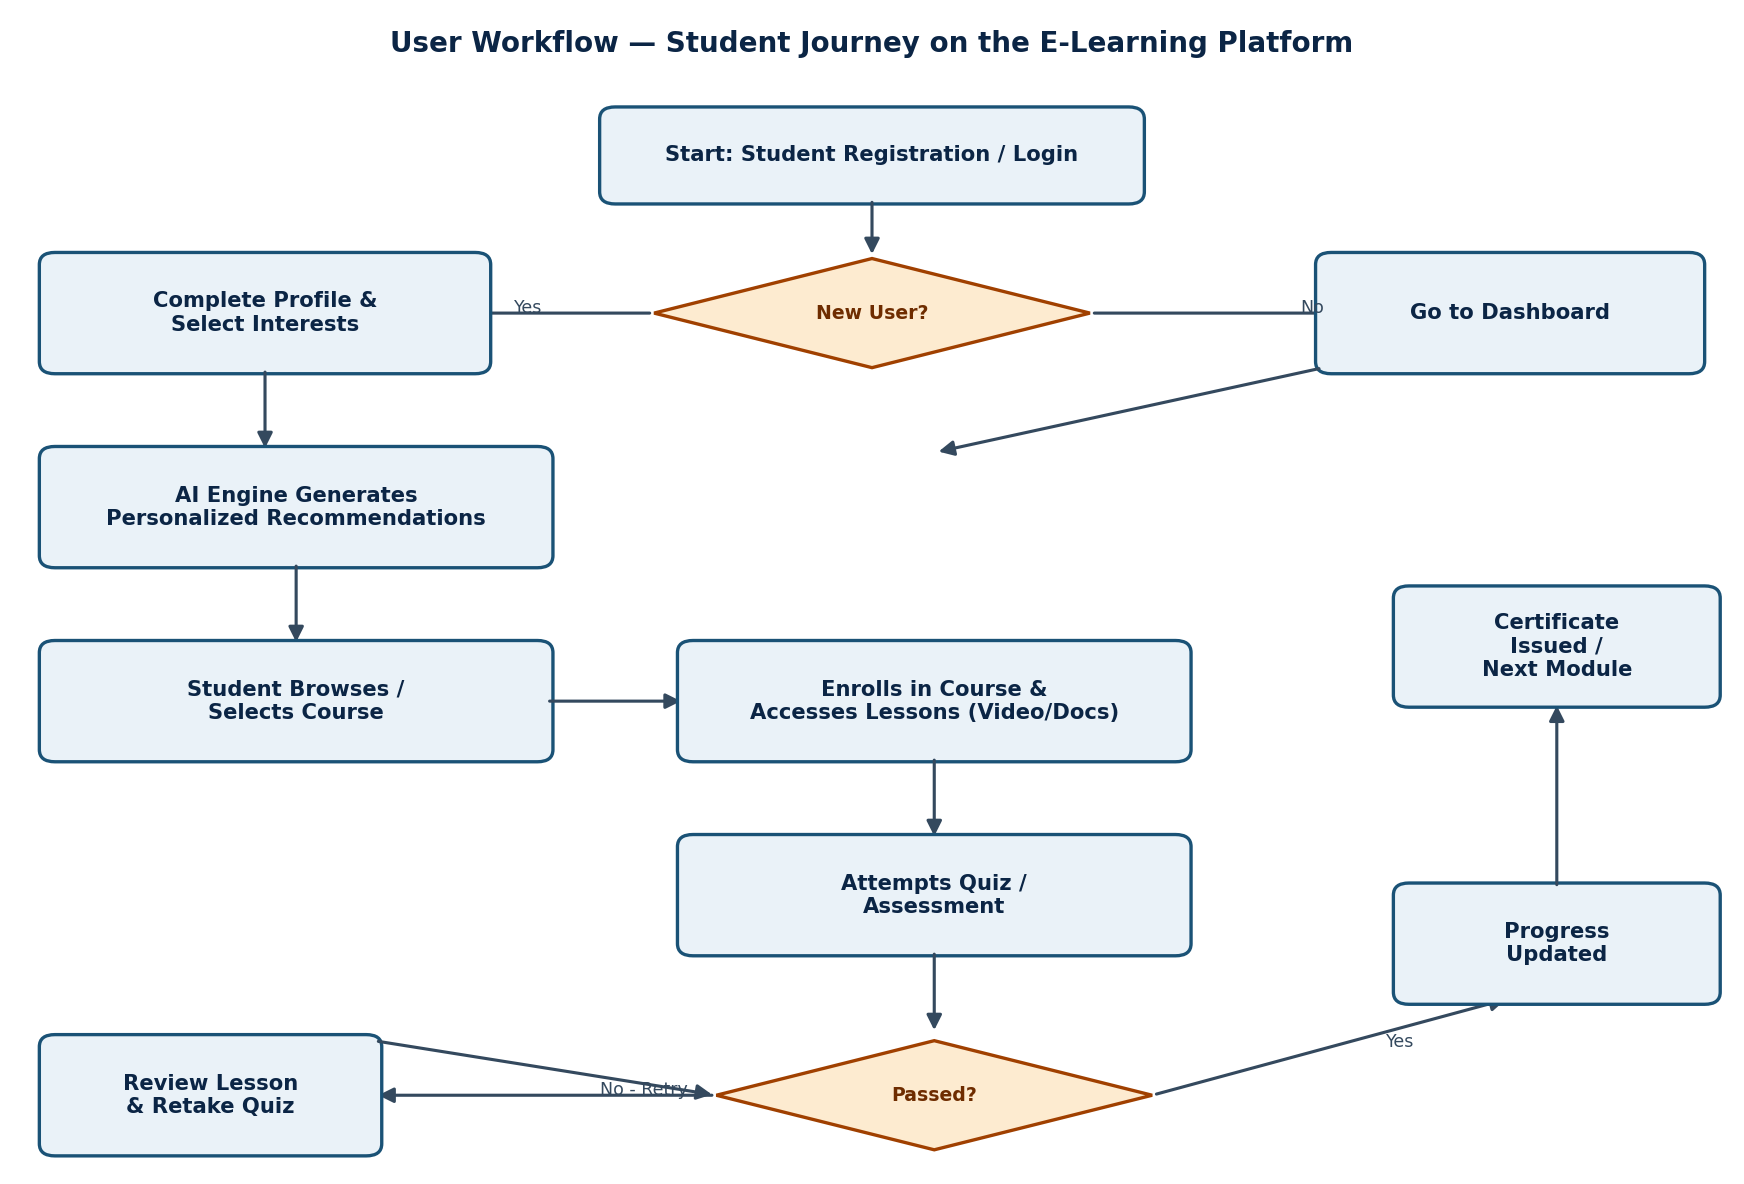 User Workflow — Student Journey on the E-Learning Platform
Start: Student Registration / Login
Complete Profile &
Select Interests
Yes
New User?
No
Go to Dashboard
AI Engine Generates
Personalized Recommendations
Student Browses /
Selects Course
Enrolls in Course &
Accesses Lessons (Video/Docs)
Certificate
Issued /
Next Module
Attempts Quiz /
Assessment
Progress
Updated
Yes
Review Lesson
& Retake Quiz
No - Retry
Passed?